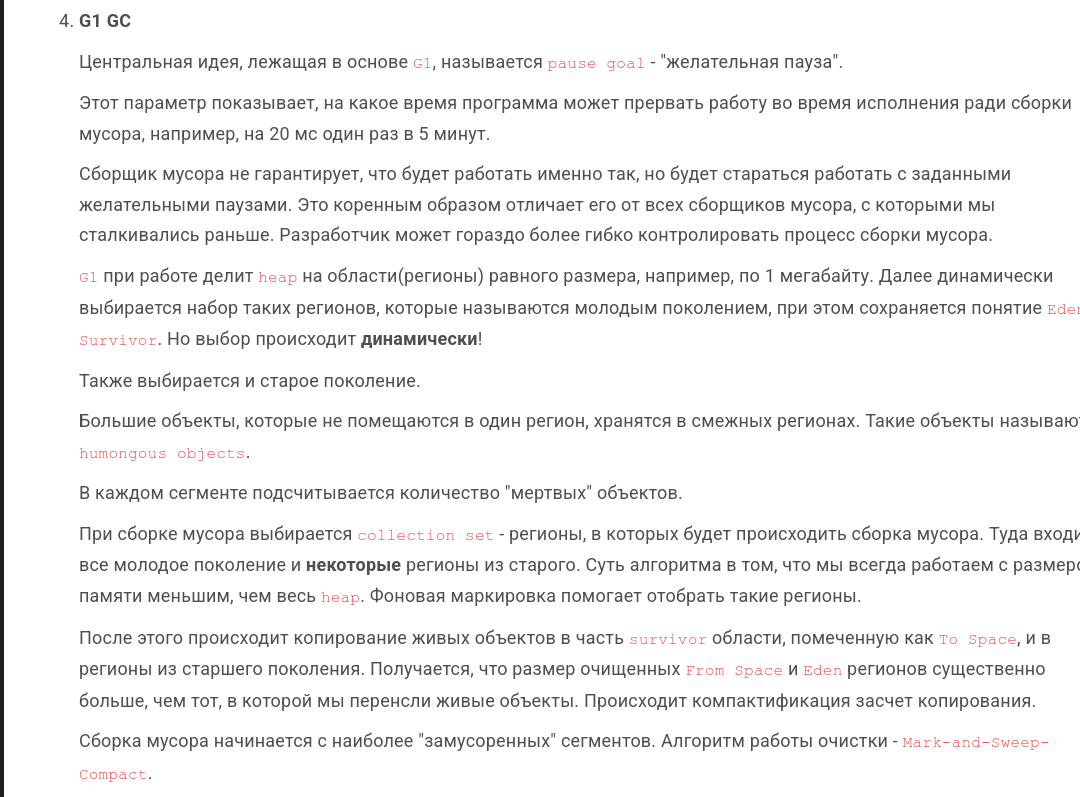 4. G1 GC
Центральная идея, лежащая в основе G1, называется pause goal - "желательная пауза".
Этот параметр показывает, на какое время программа может прервать работу во время исполнения ради сборки
мусора, например, на 20 мс один раз в 5 минут.
Сборщик мусора не гарантирует, что будет работать именно так, но будет стараться работать с заданными
желательными паузами. Это коренным образом отличает его от всех сборщиков мусора, с которыми мы
сталкивались раньше. Разработчик может гораздо более гибко контролировать процесс сборки мусора.
G1 при работе делит heap на области(регионы) равного размера, например, по 1 мегабайту. Далее динамически
выбирается набор таких регионов, которые называются молодым поколением, при этом сохраняется понятие Eden
Survivor. Но выбор происходит динамически!
Также выбирается и старое поколение.
Большие объекты, которые не помещаются в один регион, хранятся в смежных регионах. Такие объекты называют
humongous objects.
В каждом сегменте подсчитывается количество "мертвых" объектов.
При сборке мусора выбирается collection set - регионы, в которых будет происходить сборка мусора. Туда входи
все молодое поколение и некоторые регионы из старого. Суть алгоритма в том, что мы всегда работаем с размеро
памяти меньшим, чем весь heap. Фоновая маркировка помогает отобрать такие регионы.
После этого происходит копирование живых объектов в часть survivor области, помеченную как To Space, и в
регионы из старшего поколения. Получается, что размер очищенных From Space и Eden регионов существенно
больше, чем тот, в которой мы перенсли живые объекты. Происходит компактификация засчет копирования.
Сборка мусора начинается с наиболее "замусоренных" сегментов. Алгоритм работы очистки - Mark-and-Sweep-
Compact.